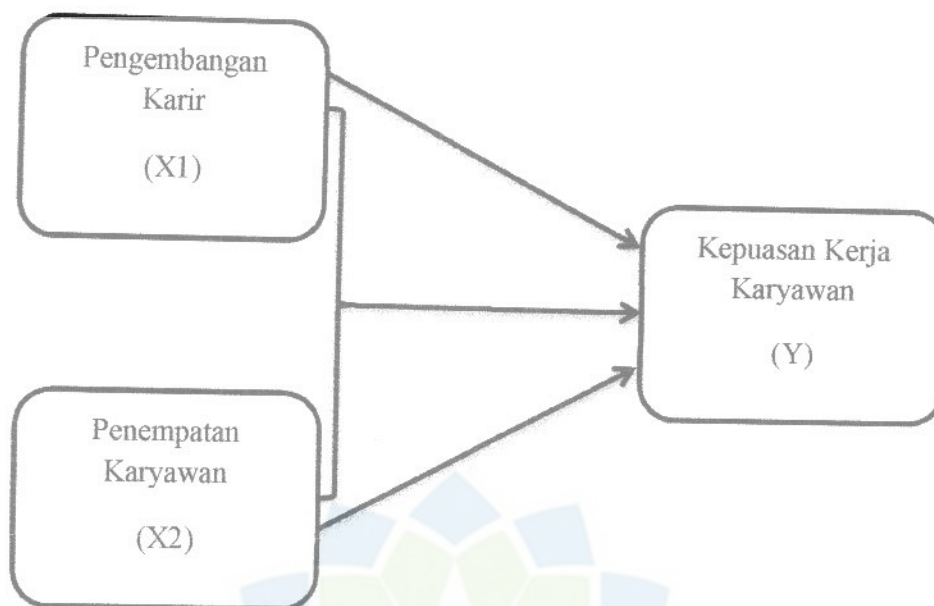 Pengembangan
Karir
(X1)
Kepuasan Kerja
Karyawan
(Y)
Penempatan
Karyawan
(X2)